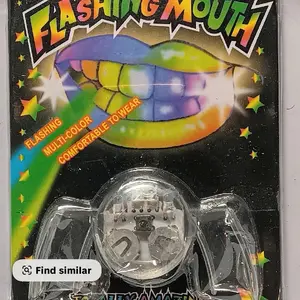 FLASHING MOUTH
FLASHING
MULTI-COLOR
COMFORTABLE TO WEAR
Find similar